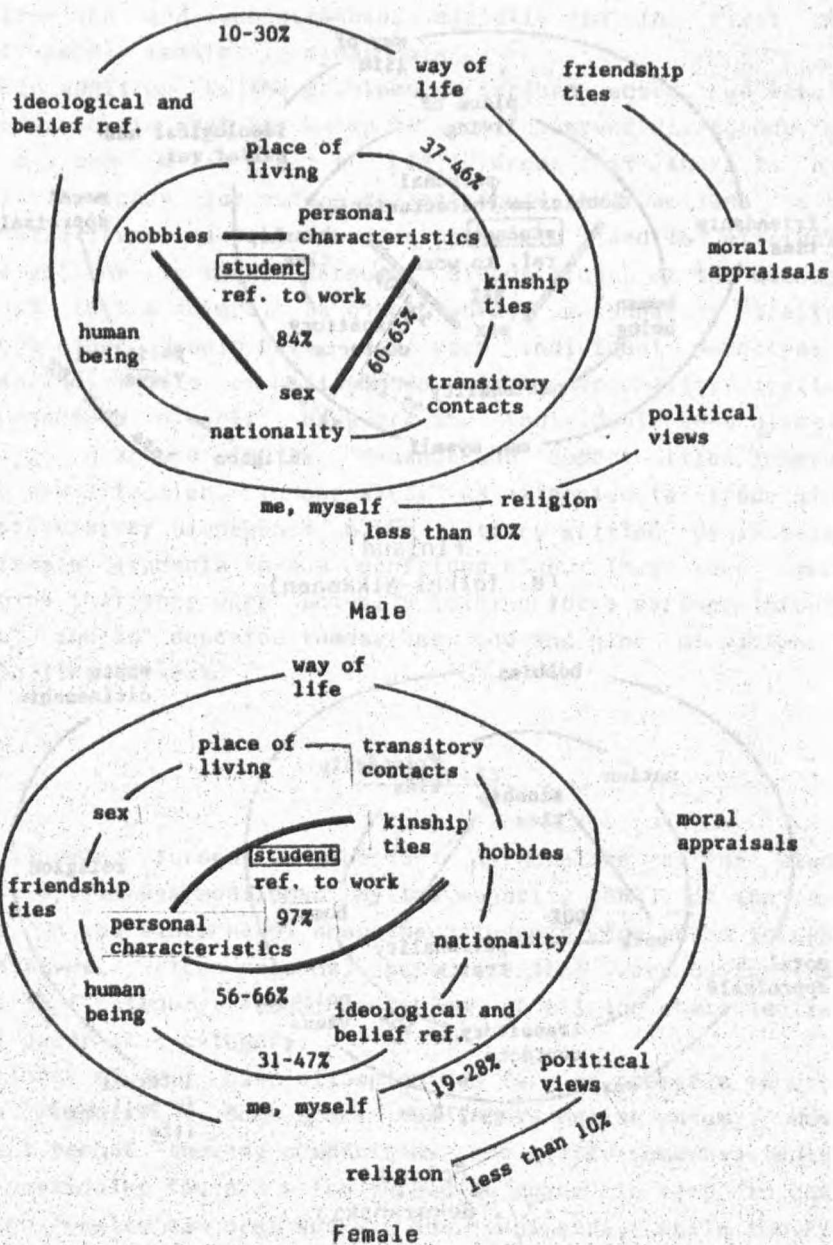 10-30%
way of
life
friendship
ties
ideological and
belief ref.
place of
living
37-46%
personal
characteristics
hobbies
moral
appraisals
student
ref. to work
kinship
ties
human
being
84%
60-65%
sex
transitory
contacts
nationality
political
views
me, myself
religion
less than 10%
Male
way of
life
place of
living
transitory
contacts
sex
kinship
ties
moral
appraisals
student
hobbies
friendship
ties
ref. to work
personal
characteristics
97%
nationality
human
being
56-66%
ideological and
belief ref.
31-47%
19-28%
political
views
me, myself
less than 10%
religion
Female